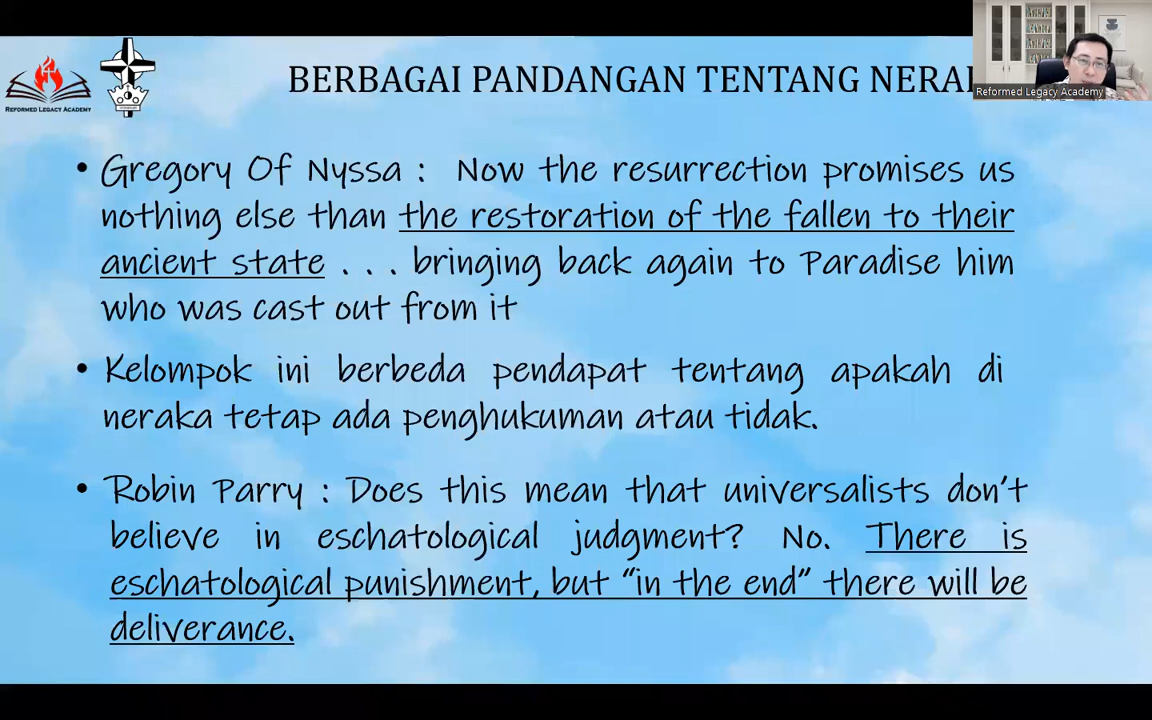 BERBAGAI PANDANGAN TENTANG NERA
Reformed Legacy Academy
REFORMED LEGACY ACADEMY
• Gregory Of Nyssa : Now the resurrection promises us
nothing else than the restoration of the fallen to their
ancient state . . . bringing back again to Paradise him
who was cast out from it
• Kelompok ini berbeda pendapat tentang apakah di
neraka tetap ada penghukuman atau tidak.
• Robin Parry : Does this mean that universalists don't
believe in eschatological judgment? No. There is
eschatological punishment, but “in the end” there will be
deliverance.